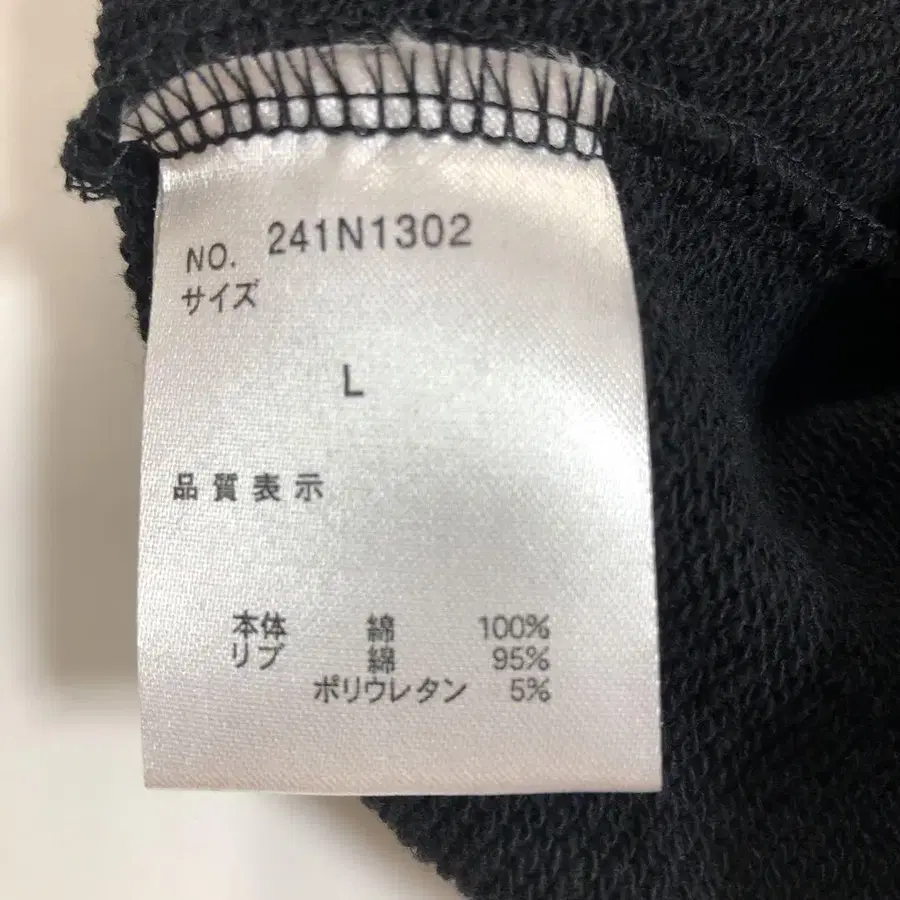 NO. 241N1302
サイズ
L
品質表示
本体 綿 100%
リブ 綿 95%
ポリウレタン 5%